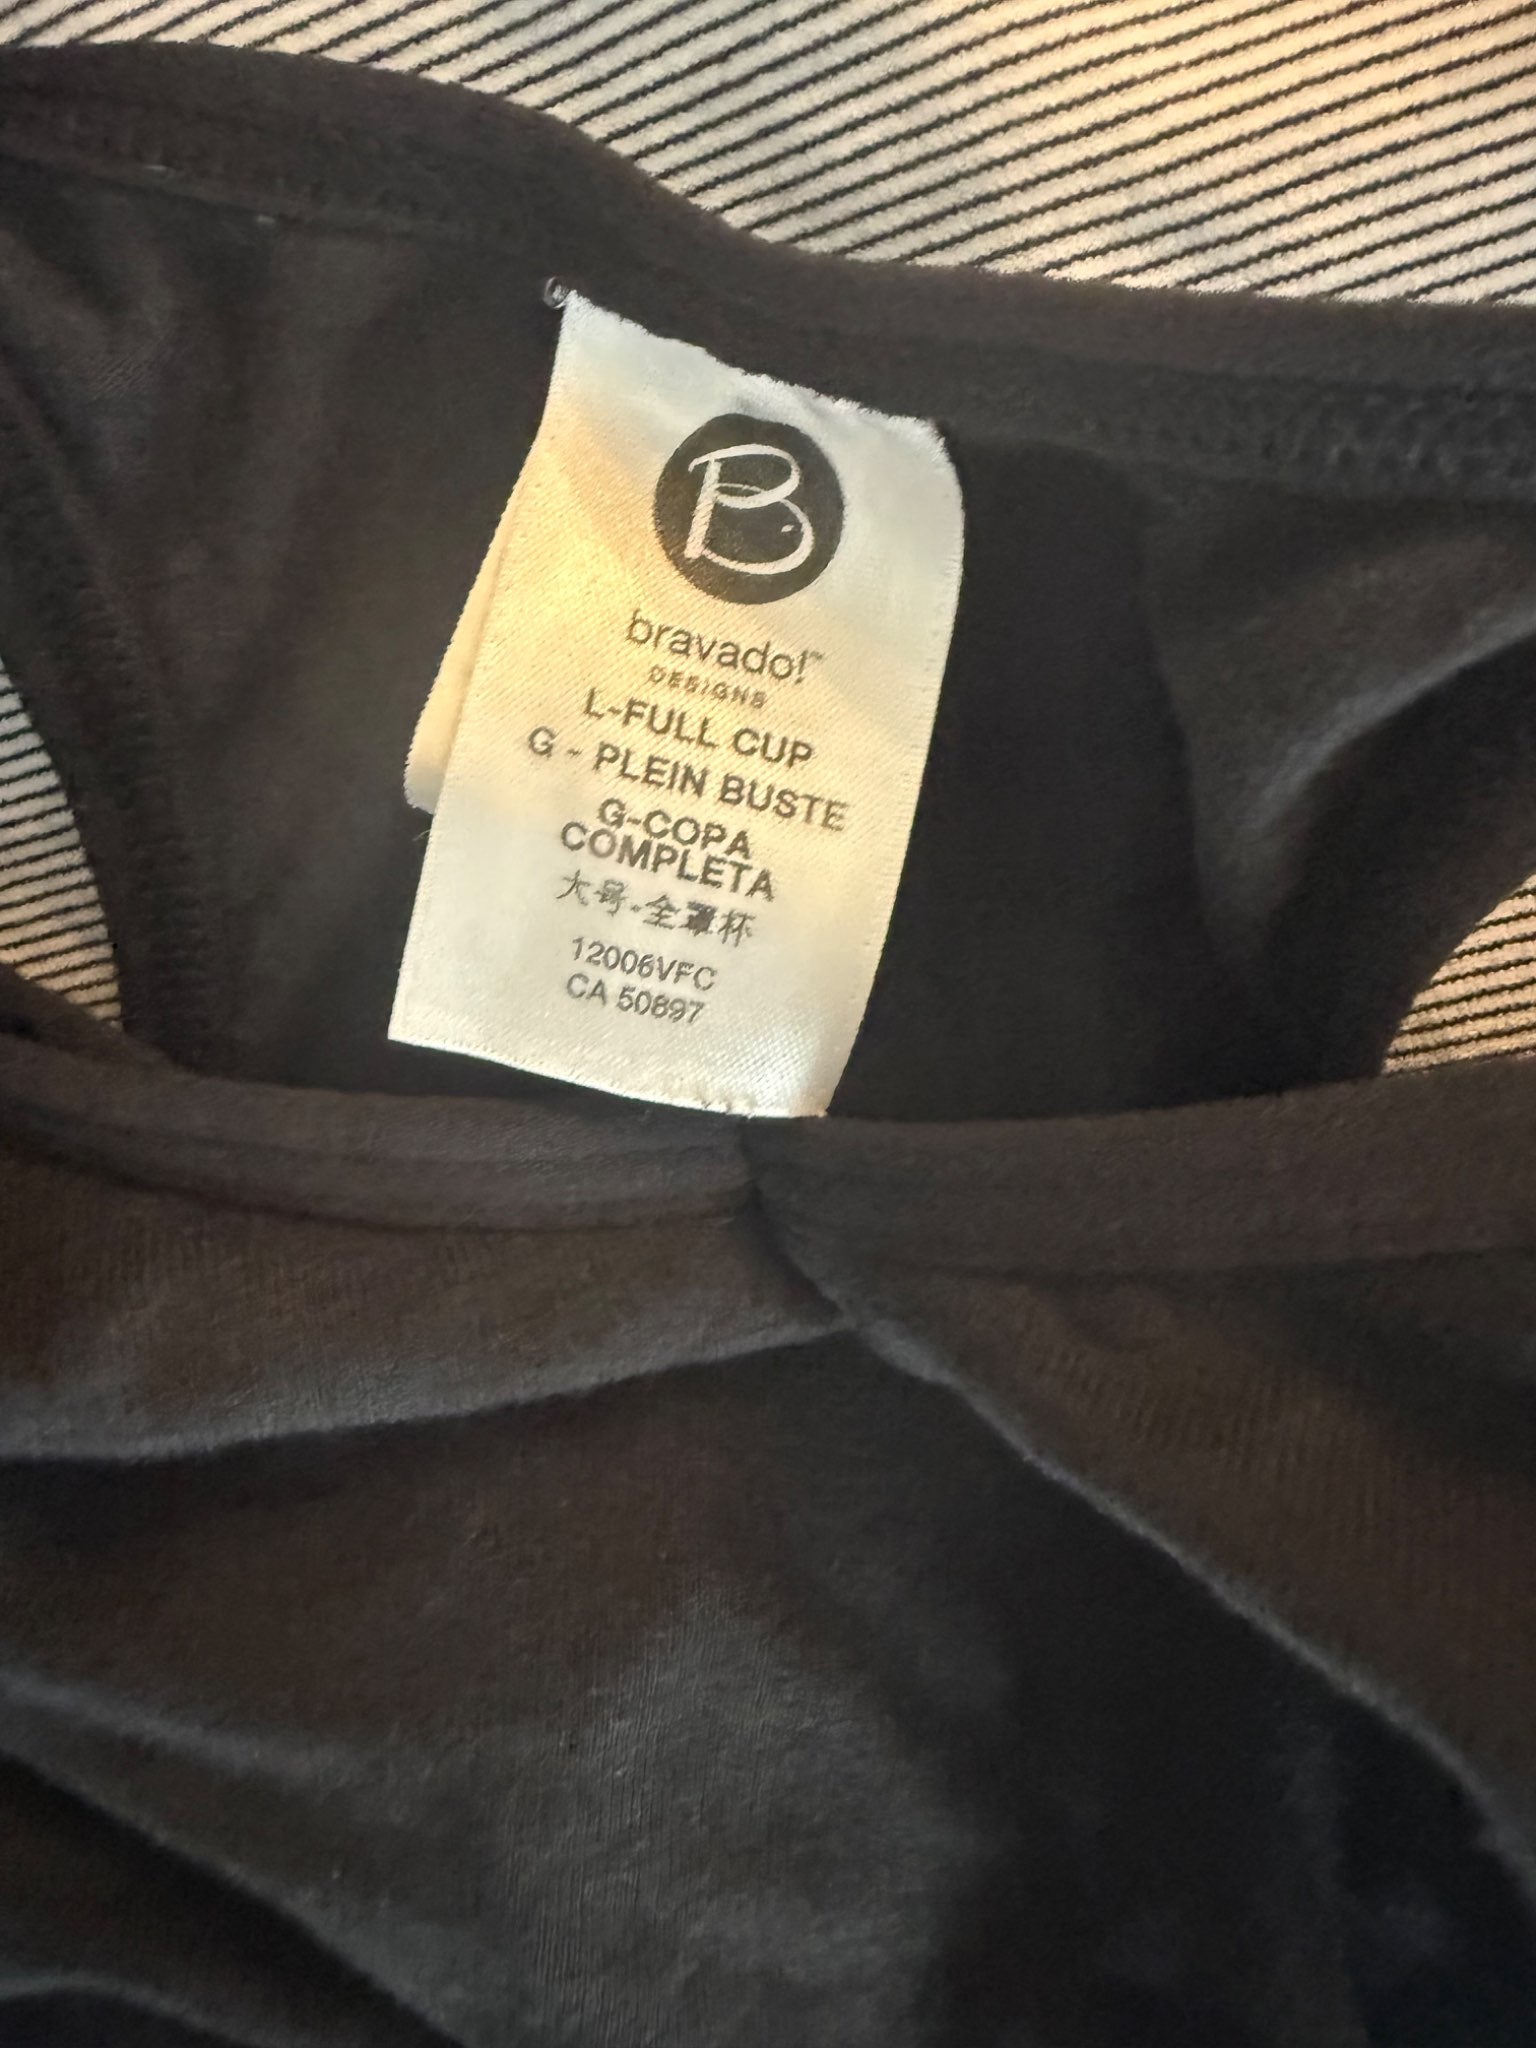 B
bravado!™
DESIGNS
L-FULL CUP
G - PLEIN BUSTE
G-COPA
COMPLETA
大号-全罩杯
12006VFC
CA 50897